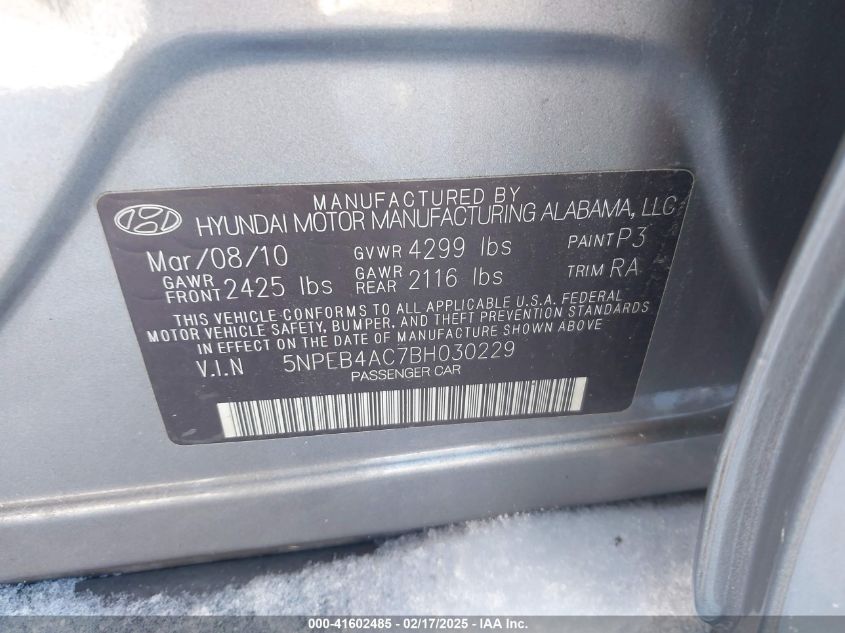 MANUFACTURED BY
HYUNDAI MOTOR MANUFACTURING ALABAMA, LLC
Mar/08/10 GVWR 4299 lbs PAINT P3
GAWR FRONT 2425 lbs GAWR REAR 2116 lbs TRIM RA
THIS VEHICLE CONFORMS TO ALL APPLICABLE U.S.A. FEDERAL
MOTOR VEHICLE SAFETY, BUMPER, AND THEFT PREVENTION STANDARDS
IN EFFECT ON THE DATE OF MANUFACTURE SHOWN ABOVE.
V.I.N 5NPEB4AC7BH030229
PASSENGER CAR
000-41602485 - 02/17/2025 - IAA Inc.